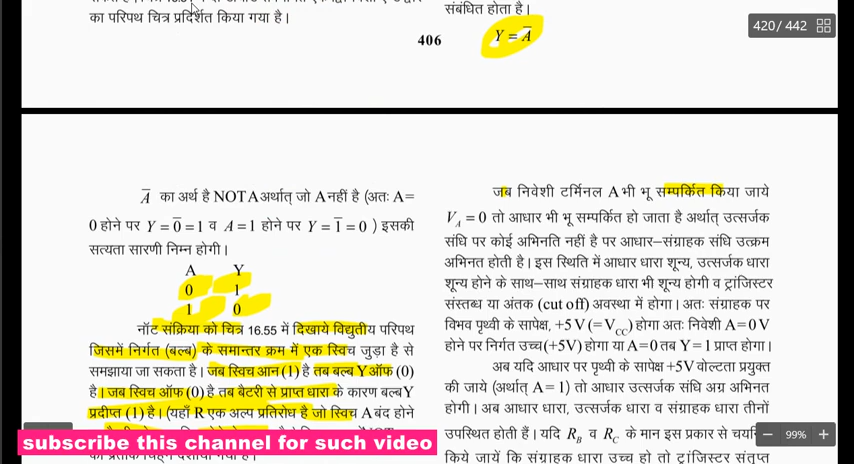 का परिपथ चित्र प्रदर्शित किया गया है।
संबंधित होता है।
Y = A̅
406
420 / 442
A̅ का अर्थ है NOT A अर्थात् जो A नहीं है (अतः A=
0 होने पर Y = 0̅ = 1 व A = 1 होने पर Y = 1̅ = 0 ) इसकी
सत्यता सारणी निम्न होगी।
A Y
0 1
1 0
नॉट संक्रिया को चित्र 16.55 में दिखाये विद्युतीय परिपथ
जिसमें निर्गत (बल्ब) के समान्तर क्रम में एक स्विच जुड़ा है से
समझाया जा सकता है। जब स्विच आन (1) है तब बल्ब Y ऑफ (0)
है। जब स्विच ऑफ (0) है तब बैटरी से प्राप्त धारा के कारण बल्ब Y
प्रदीप्त (1) है। (यहाँ R एक अल्प प्रतिरोध है जो स्विच A बंद होने
जब निवेशी टर्मिनल A भी भू सम्पर्कित किया जाये
V_A = 0 तो आधार भी भू सम्पर्कित हो जाता है अर्थात् उत्सर्जक
संधि पर कोई अभिनति नहीं है पर आधार–संग्राहक संधि उत्क्रम
अभिनत होती है। इस स्थिति में आधार धारा शून्य, उत्सर्जक धारा
शून्य होने के साथ–साथ संग्राहक धारा भी शून्य होगी व ट्रांजिस्टर
संस्तब्ध या अंतक (cut off) अवस्था में होगा। अतः संग्राहक पर
विभव पृथ्वी के सापेक्ष, +5V (=V_CC) होगा अतः निवेशी A=0V
होने पर निर्गत उच्च (+5V) होगा या A=0 तब Y=1 प्राप्त होगा।
अब यदि आधार पर पृथ्वी के सापेक्ष +5V वोल्टता प्रयुक्त
की जाये (अर्थात् A=1) तो आधार उत्सर्जक संधि अग्र अभिनत
होगी। अब आधार धारा, उत्सर्जक धारा व संग्राहक धारा तीनों
उपस्थित होती हैं। यदि R_B व R_C के मान इस प्रकार से
किये जायें कि संग्राहक धारा उच्च हो तो ट्रांजिस्टर संतृप्त
99%
subscribe this channel for such video